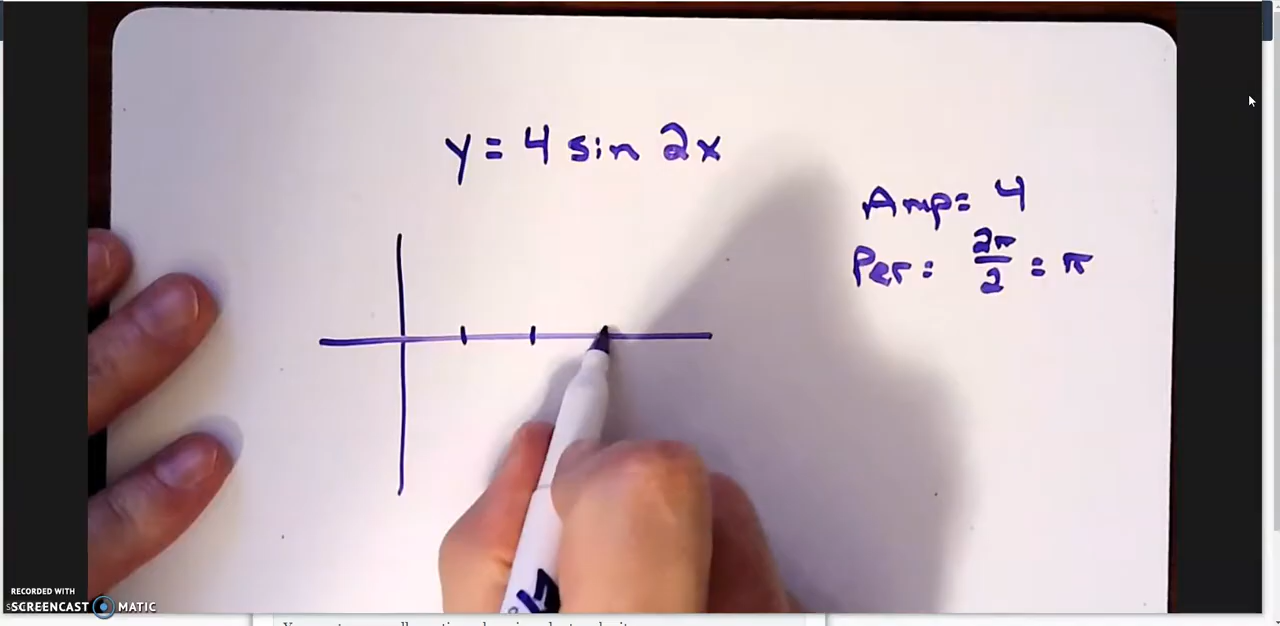 y = 4 sin 2x
Amp = 4
Per = 2π/2 = π
RECORDED WITH
SCREENCAST MATIC